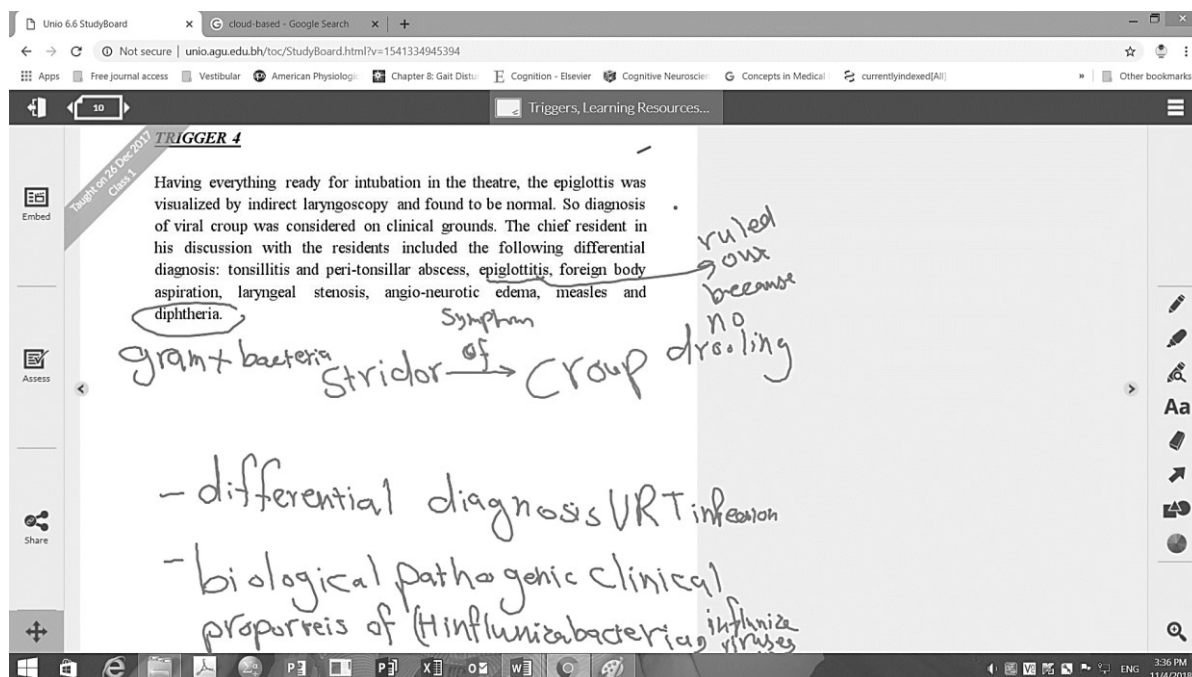 Unio 6.6 StudyBoard
cloud-based - Google Search
Not secure | unio.agu.edu.bh/toc/StudyBoard.html?v=1541334945394
Apps Free journal access Vestibular American Physiologic Chapter 8: Gait Distur Cognition - Elsevier Cognitive Neuroscien Concepts in Medical currentlyindexed[All] » Other bookmarks
10 Triggers, Learning Resources...
Taught on 26 Dec 2017
Class 1
TRIGGER 4
Having everything ready for intubation in the theatre, the epiglottis was
visualized by indirect laryngoscopy and found to be normal. So diagnosis
of viral croup was considered on clinical grounds. The chief resident in
his discussion with the residents included the following differential
diagnosis: tonsillitis and peri-tonsillar abscess, epiglottitis, foreign body
aspiration, laryngeal stenosis, angio-neurotic edema, measles and
diphtheria.
ruled
out
because
no
drooling
gram+ bacteria
Stridor
of
Croup
- differential diagnosis URT
- biological pathogenic clinical
of (H influnizabacteria,
viruses
Embed
Assess
Share
Aa
ENG
3:36 PM
11/4/2018